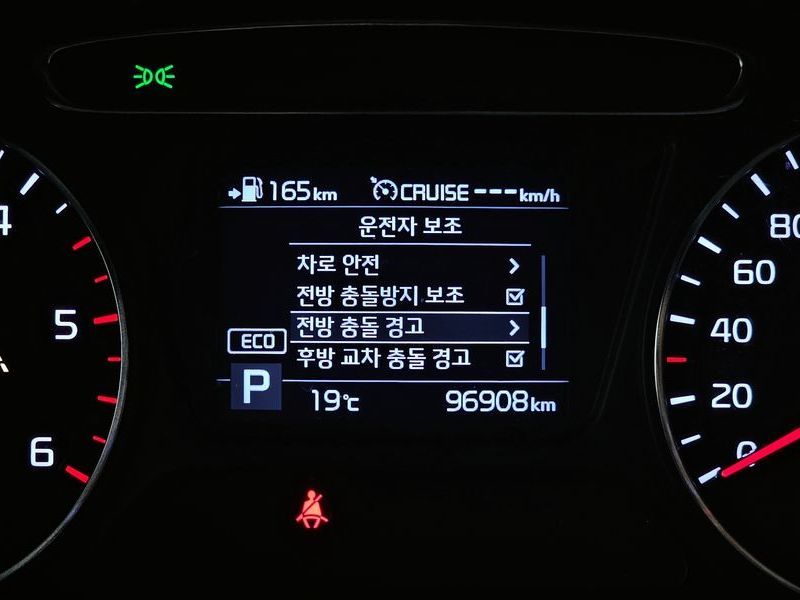 165km CRUISE ---km/h
운전자 보조
차로 안전
전방 충돌방지 보조
전방 충돌 경고
후방 교차 충돌 경고
ECO
P
19℃ 96908km
4
5
6
80
60
40
20
0